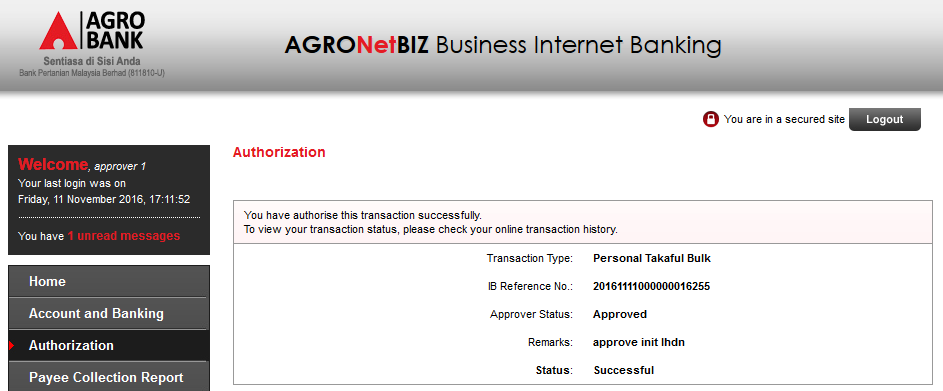 AGRO
BANK
Sentiasa di Sisi Anda
Bank Pertanian Malaysia Berhad (811810-U)
AGRONetBIZ Business Internet Banking
You are in a secured site
Logout
Welcome, approver 1
Your last login was on
Friday, 11 November 2016, 17:11:52
You have 1 unread messages
Home
Account and Banking
Authorization
Payee Collection Report
Authorization
You have authorise this transaction successfully.
To view your transaction status, please check your online transaction history.
Transaction Type: Personal Takaful Bulk
IB Reference No.: 20161111000000016255
Approver Status: Approved
Remarks: approve init lhdn
Status: Successful